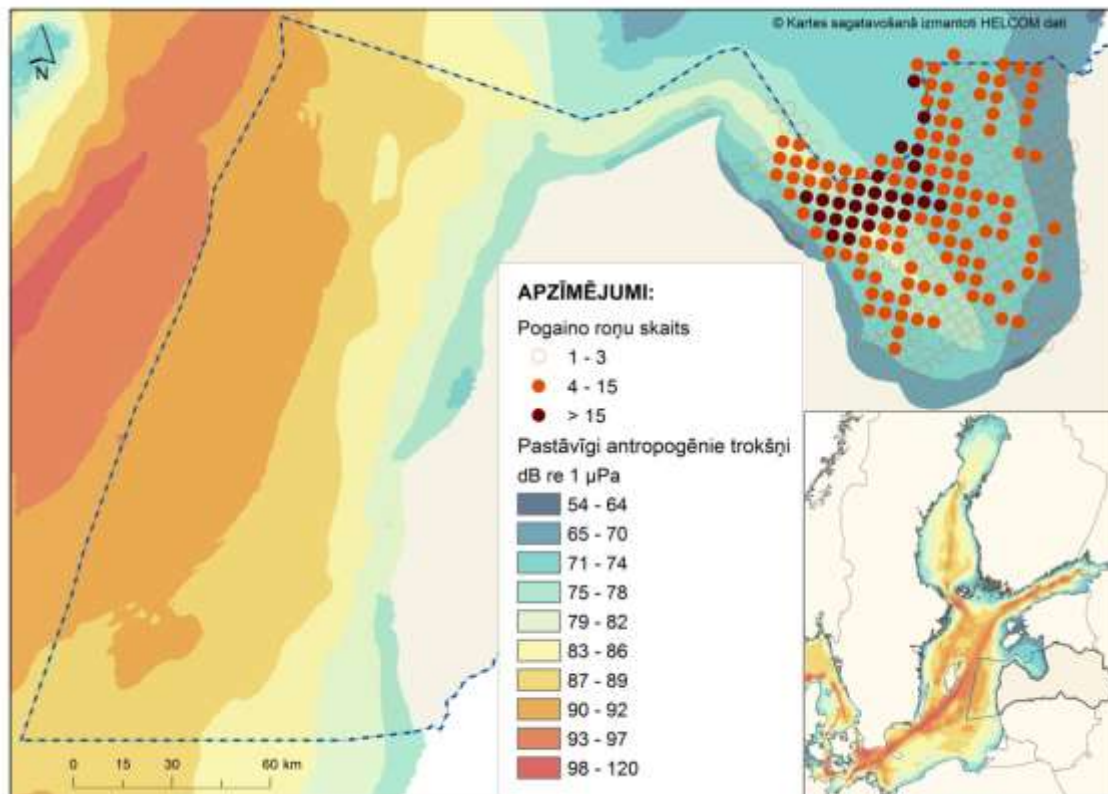 © Kartes sagatavošanā izmantoti HELCOM dati
N
APZĪMĒJUMI:
Pogaino roņu skaits
1 - 3
4 - 15
> 15
Pastāvīgi antropogēnie trokšņi
dB re 1 µPa
54 - 64
65 - 70
71 - 74
75 - 78
79 - 82
83 - 86
87 - 89
90 - 92
93 - 97
98 - 120
0 15 30 60 km